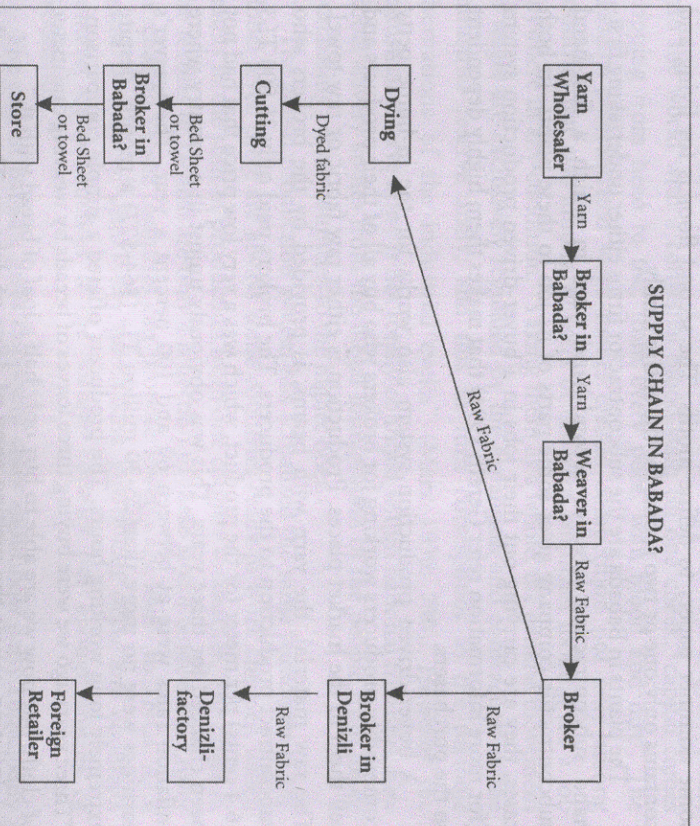 SUPPLY CHAIN IN BABADA?
Yarn
Wholesaler
Yarn
Broker in
Babada?
Yarn
Weaver in
Babada?
Raw Fabric
Broker
Raw Fabric
Raw Fabric
Dying
Dyed fabric
Cutting
Bed Sheet
or towel
Broker in
Babada?
Bed Sheet
or towel
Store
Broker in
Denizli
Raw Fabric
Denizli-
factory
Foreign
Retailer